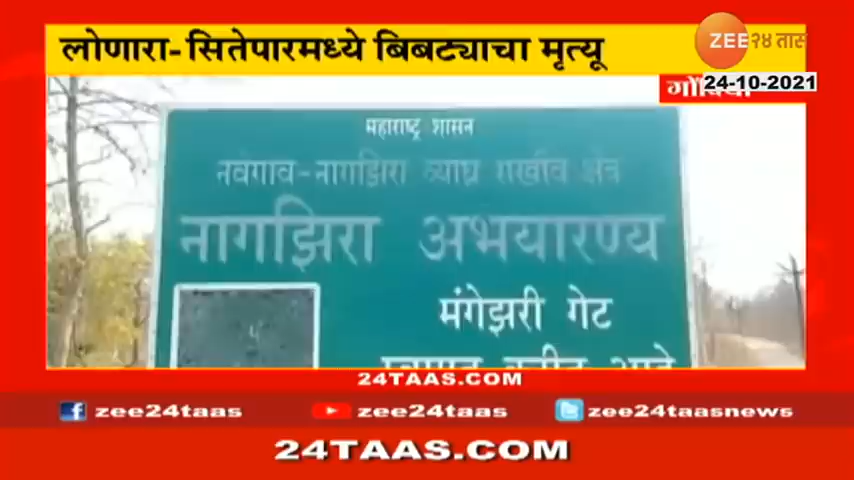 लोणारा-सितेपारमध्ये बिबट्याचा मृत्यू
ZEE २४ तास
24-10-2021
महाराष्ट्र शासन
नवेगाव-नागझिरा व्याघ्र राखीव क्षेत्र
नागझिरा अभयारण्य
मंगेझरी गेट
24TAAS.COM
zee24taas
zee24taas
zee24taasnews
24TAAS.COM